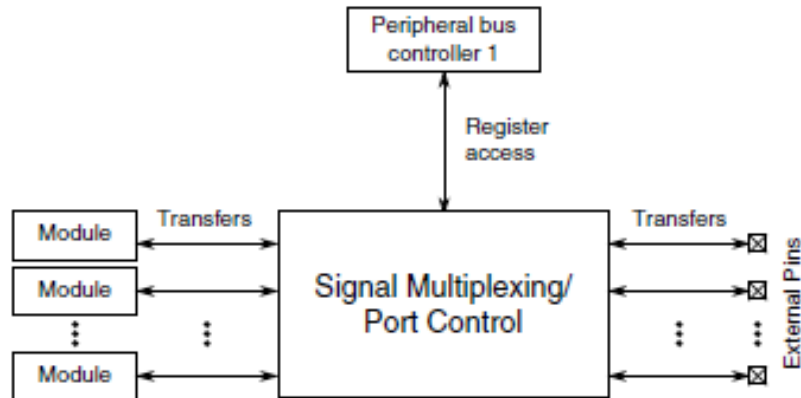 Peripheral bus
controller 1
Register
access
Module
Transfers
Transfers
Module
Signal Multiplexing/
Port Control
Module
External Pins